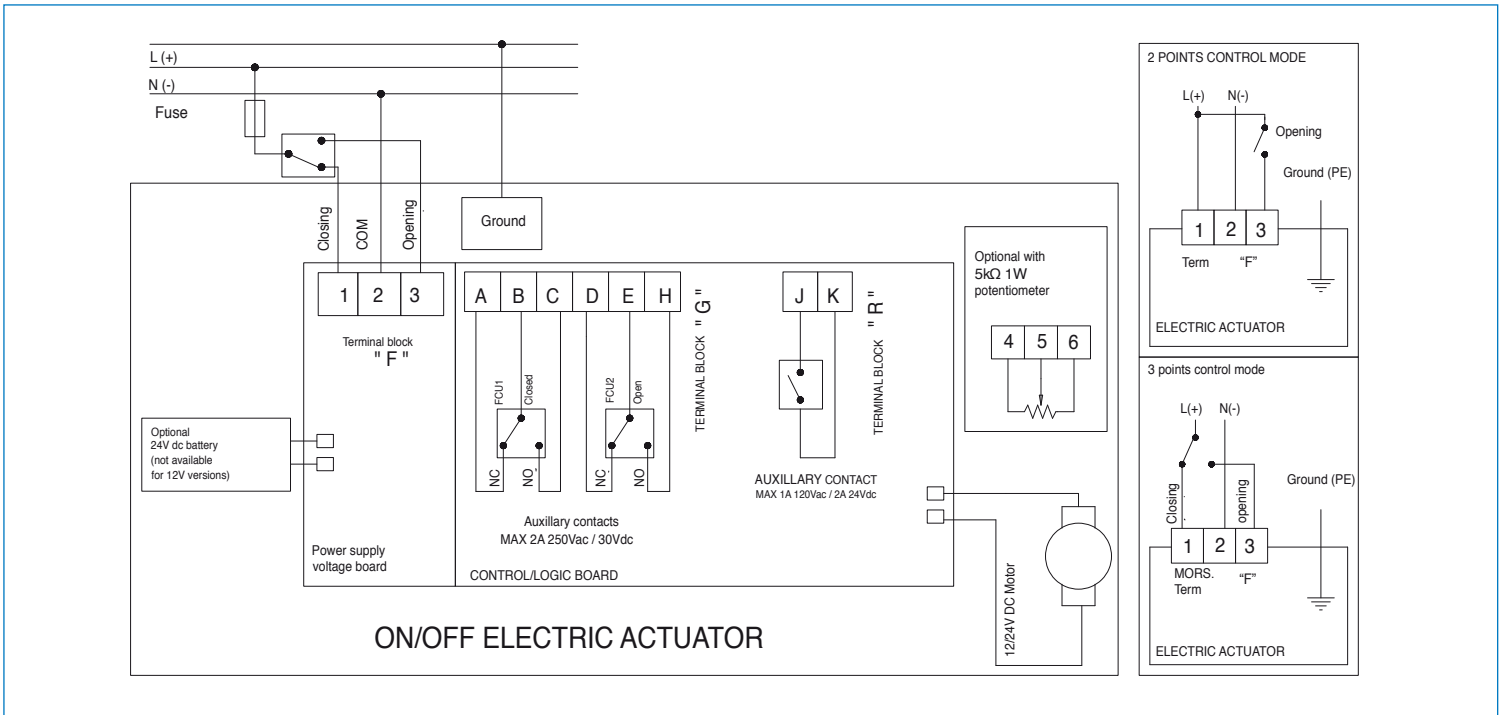 L (+)
N (-)
Fuse
Closing
COM
Opening
Ground
1 2 3
Terminal block
" F "
A B C D E H
TERMINAL BLOCK " G "
FCU1
Closed
FCU2
Open
NC
NO
NC
NO
Auxillary contacts
MAX 2A 250Vac / 30Vdc
J K
TERMINAL BLOCK " R "
AUXILLARY CONTACT
MAX 1A 120Vac / 2A 24Vdc
Optional with
5kΩ 1W
potentiometer
4 5 6
Optional
24V dc battery
(not available
for 12V versions)
Power supply
voltage board
CONTROL/LOGIC BOARD
12/24V DC Motor
ON/OFF ELECTRIC ACTUATOR
2 POINTS CONTROL MODE
L(+) N(-)
Opening
Ground (PE)
1 2 3
Term "F"
ELECTRIC ACTUATOR
3 points control mode
L(+) N(-)
Closing
opening
Ground (PE)
1 2 3
MORS.
Term "F"
ELECTRIC ACTUATOR